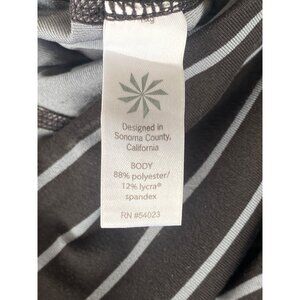 Designed in
Sonoma County,
California
BODY
88% polyester/
12% lycra®
spandex
RN #54023